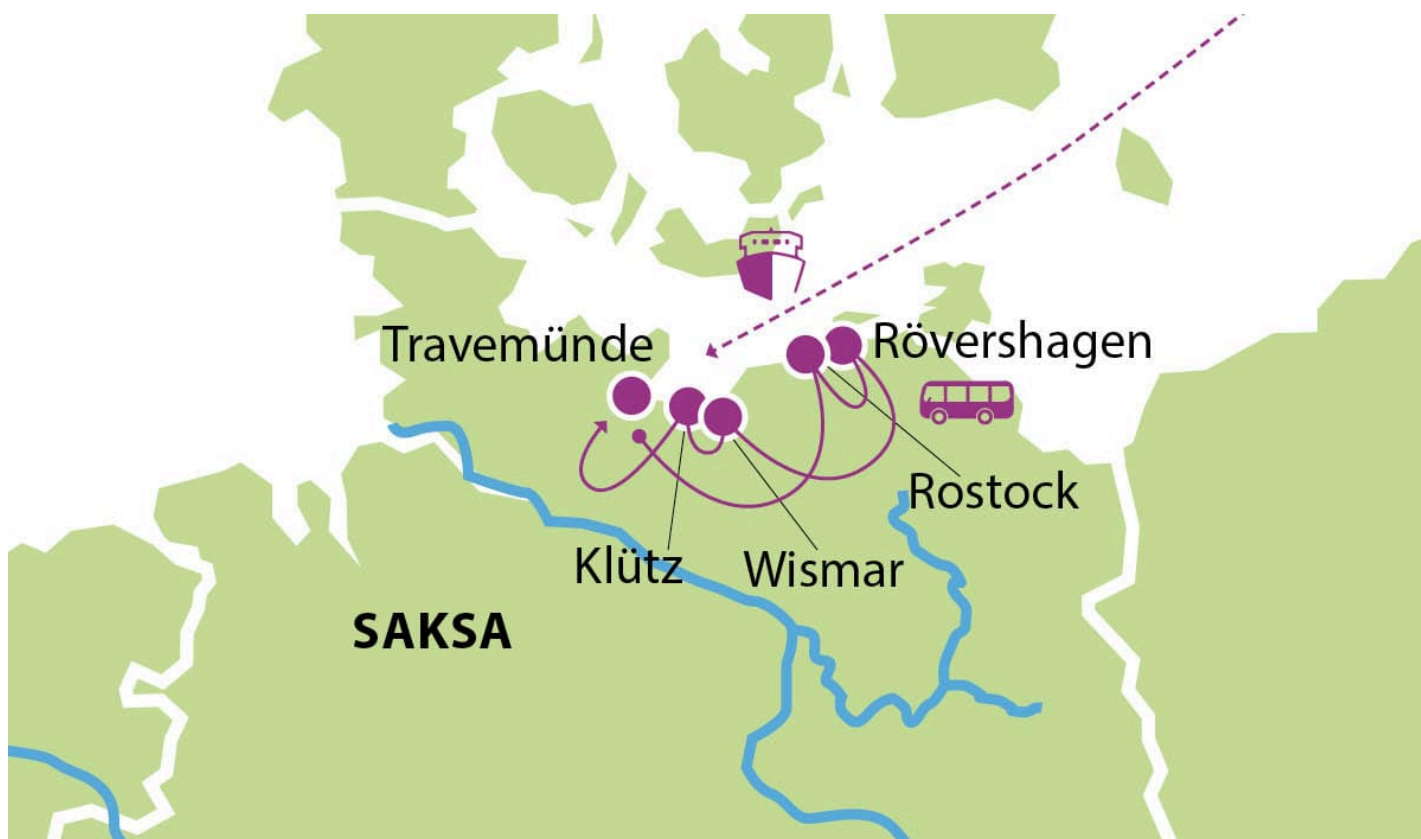 Travemünde
Rövershagen
Rostock
Klütz
Wismar
SAKSA